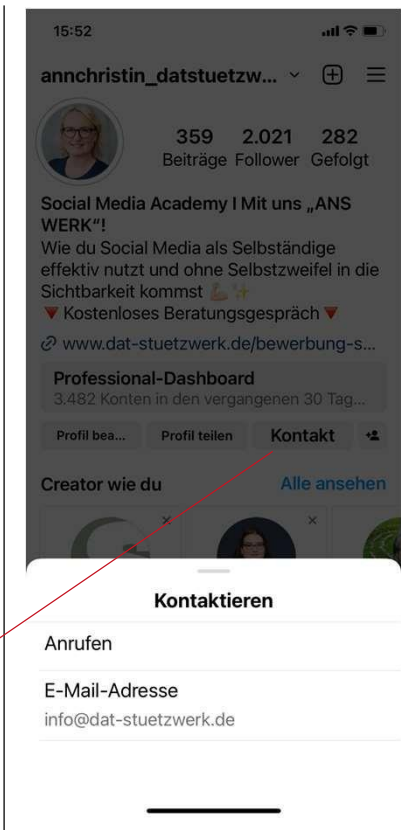 15:52
annchristin_datstuetzw...
359 2.021 282
Beiträge Follower Gefolgt
Social Media Academy I Mit uns „ANS
WERK“!
Wie du Social Media als Selbständige
effektiv nutzt und ohne Selbstzweifel in die
Sichtbarkeit kommst 💪✨
🔻 Kostenloses Beratungsgespräch 🔻
www.dat-stuetzwerk.de/bewerbung-s...
Professional-Dashboard
3.482 Konten in den vergangenen 30 Tag...
Profil bea... Profil teilen Kontakt
Creator wie du Alle ansehen
Kontaktieren
Anrufen
E-Mail-Adresse
info@dat-stuetzwerk.de